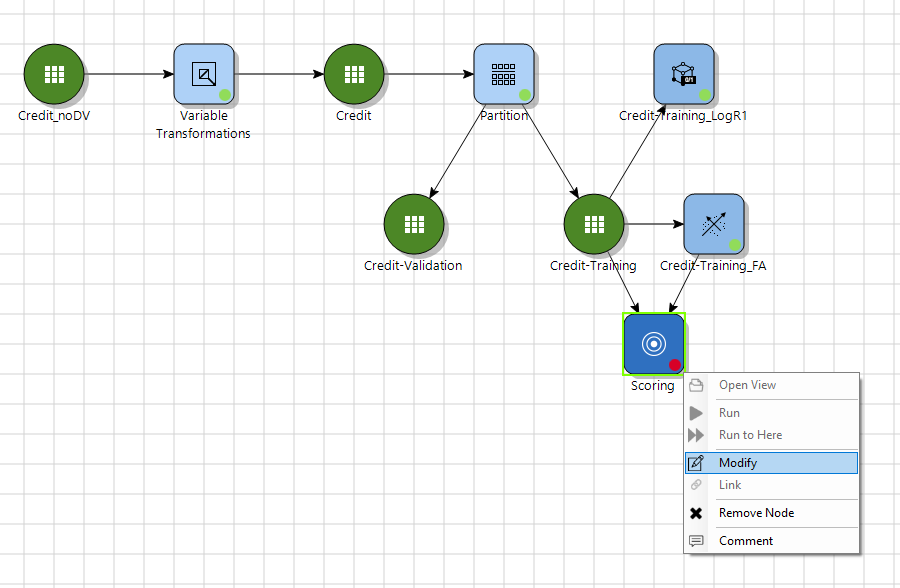 Credit_noDV
Variable
Transformations
Credit
Partition
Credit-Training_LogR1
Credit-Validation
Credit-Training
Credit-Training_FA
Scoring
Open View
Run
Run to Here
Modify
Link
Remove Node
Comment